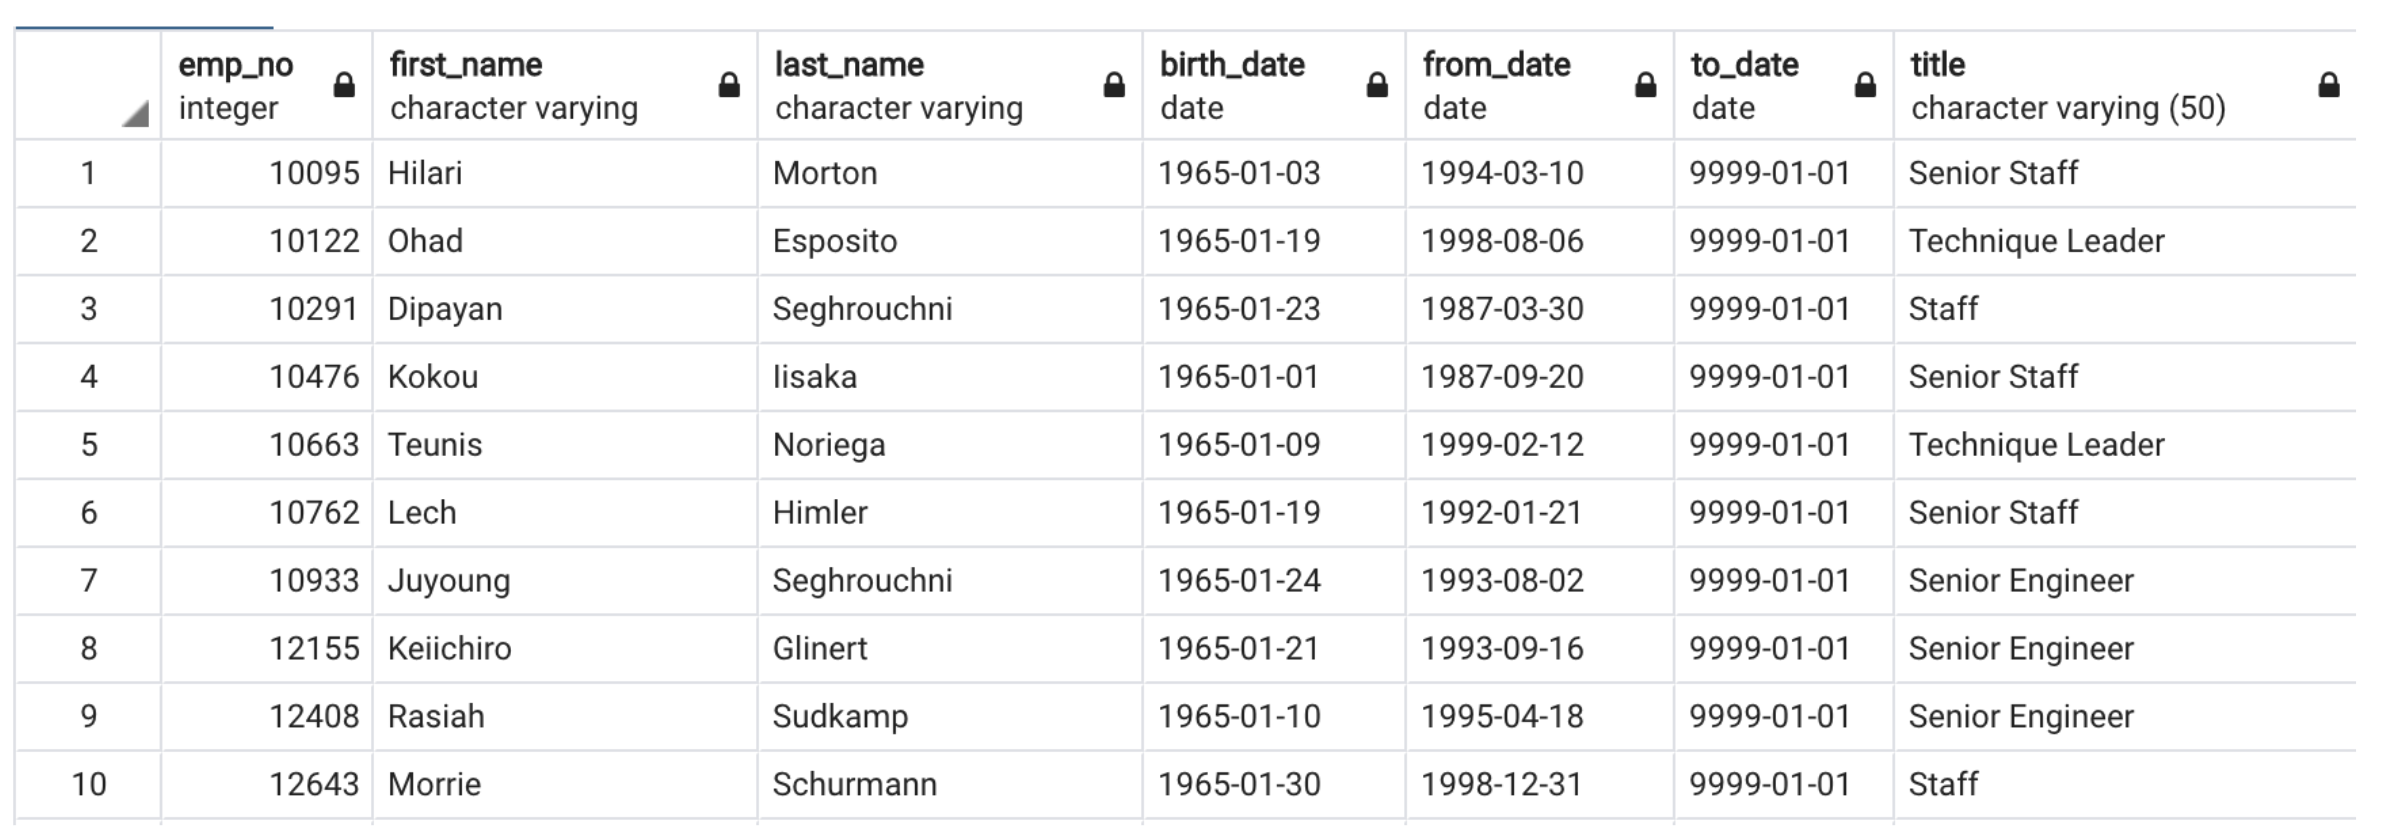 emp_no first_name last_name birth_date from_date to_date title
integer character varying character varying date date date character varying (50)
1 10095 Hilari Morton 1965-01-03 1994-03-10 9999-01-01 Senior Staff
2 10122 Ohad Esposito 1965-01-19 1998-08-06 9999-01-01 Technique Leader
3 10291 Dipayan Seghrouchni 1965-01-23 1987-03-30 9999-01-01 Staff
4 10476 Kokou Iisaka 1965-01-01 1987-09-20 9999-01-01 Senior Staff
5 10663 Teunis Noriega 1965-01-09 1999-02-12 9999-01-01 Technique Leader
6 10762 Lech Himler 1965-01-19 1992-01-21 9999-01-01 Senior Staff
7 10933 Juyoung Seghrouchni 1965-01-24 1993-08-02 9999-01-01 Senior Engineer
8 12155 Keiichiro Glinert 1965-01-21 1993-09-16 9999-01-01 Senior Engineer
9 12408 Rasiah Sudkamp 1965-01-10 1995-04-18 9999-01-01 Senior Engineer
10 12643 Morrie Schurmann 1965-01-30 1998-12-31 9999-01-01 Staff